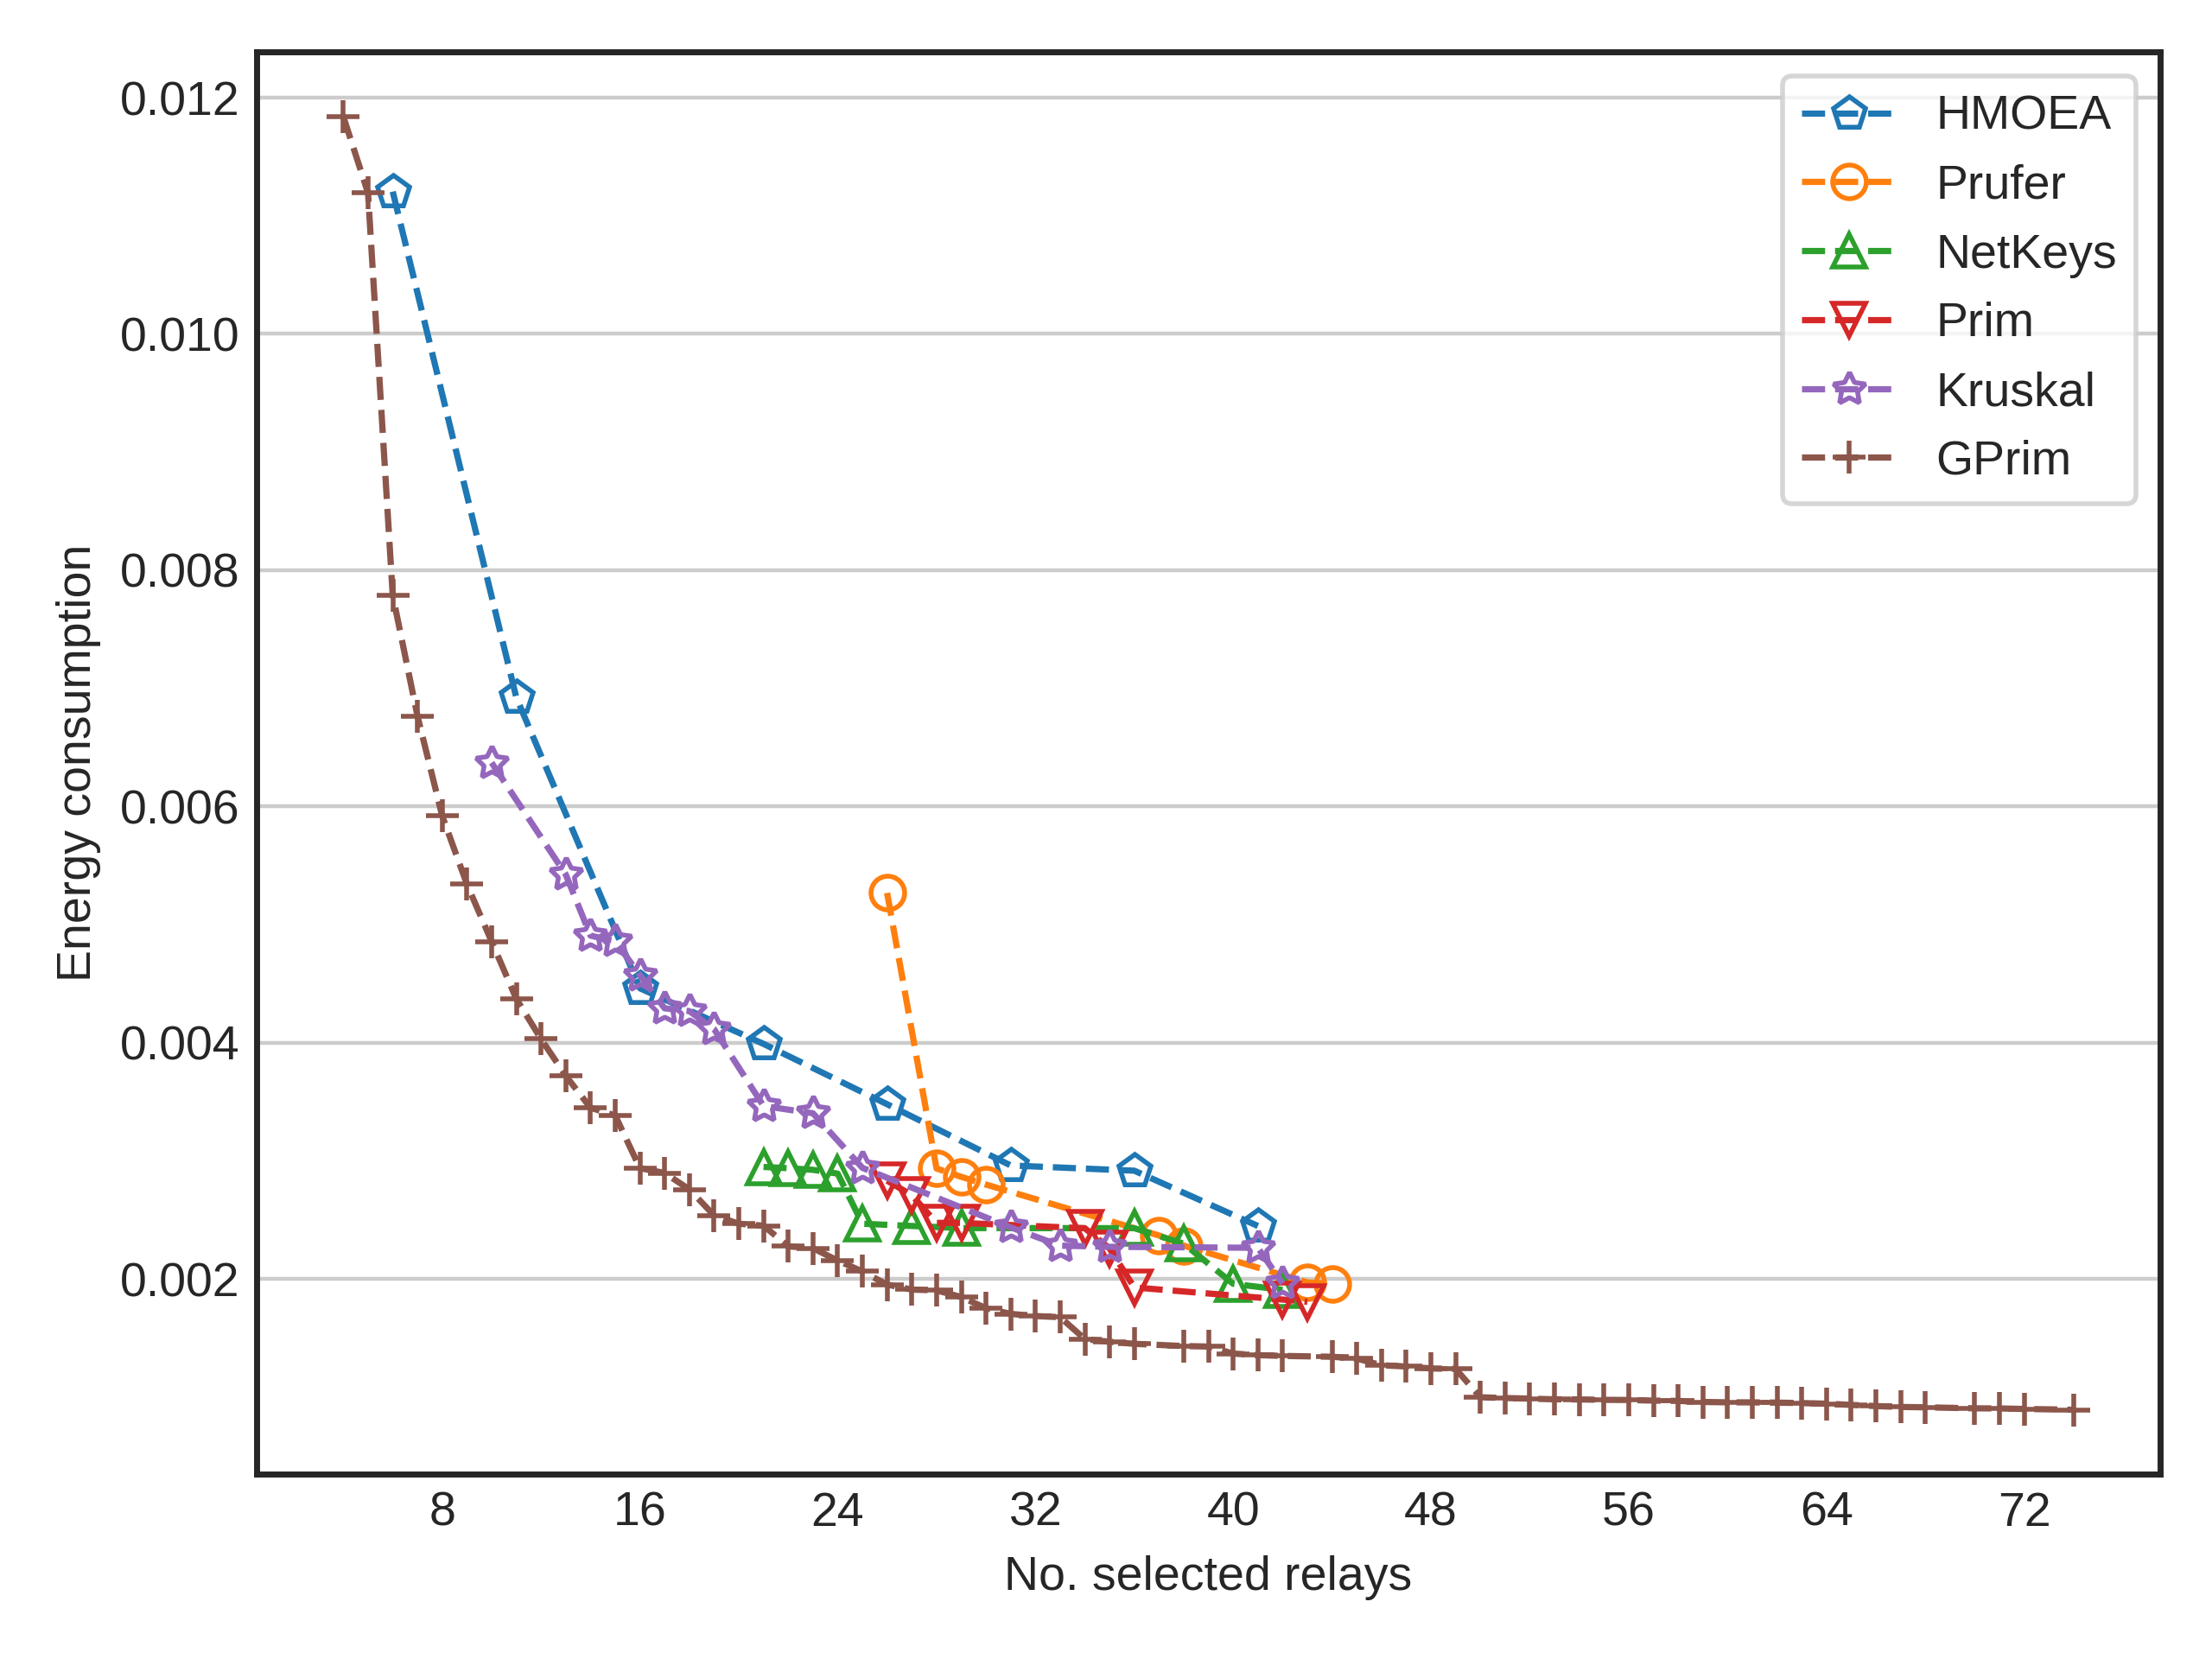 0.012
0.010
0.008
0.006
0.004
0.002
Energy consumption
8 16 24 32 40 48 56 64 72
No. selected relays
HMOEA
Prufer
NetKeys
Prim
Kruskal
GPrim